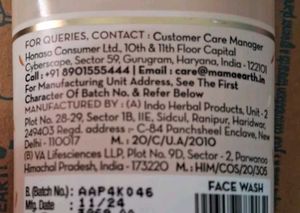 FOR QUERIES, CONTACT : Customer Care Manager
Honasa Consumer Ltd., 10th & 11th Floor Capital
Cyberscape, Sector 59, Gurugram, Haryana, India - 122101
Call us : +91 8901555444 | Email : care@mamaearth.in
For Manufacturing Unit Address, See The First
Character Of Batch No. & Refer Below
MANUFACTURED BY : (A) Indo Herbal Products, Unit - 2
Plot No. 28-29, Sector 1B, IIE, Sidcul, Ranipur, Haridwar,
249403 Regd. address :- C-84 Panchsheel Enclave, New
Delhi - 110017 M.L. : 20/C/UA/2010
(B) VA Lifesciences LLP, Plot No. 9D, Sector - 2, Parwanoo
Himachal Pradesh, India - 173220 M.L. : HIM/COS/20/305
B. (Batch) No.: AAP4K046 FACE WASH
Mfd.: 11/24